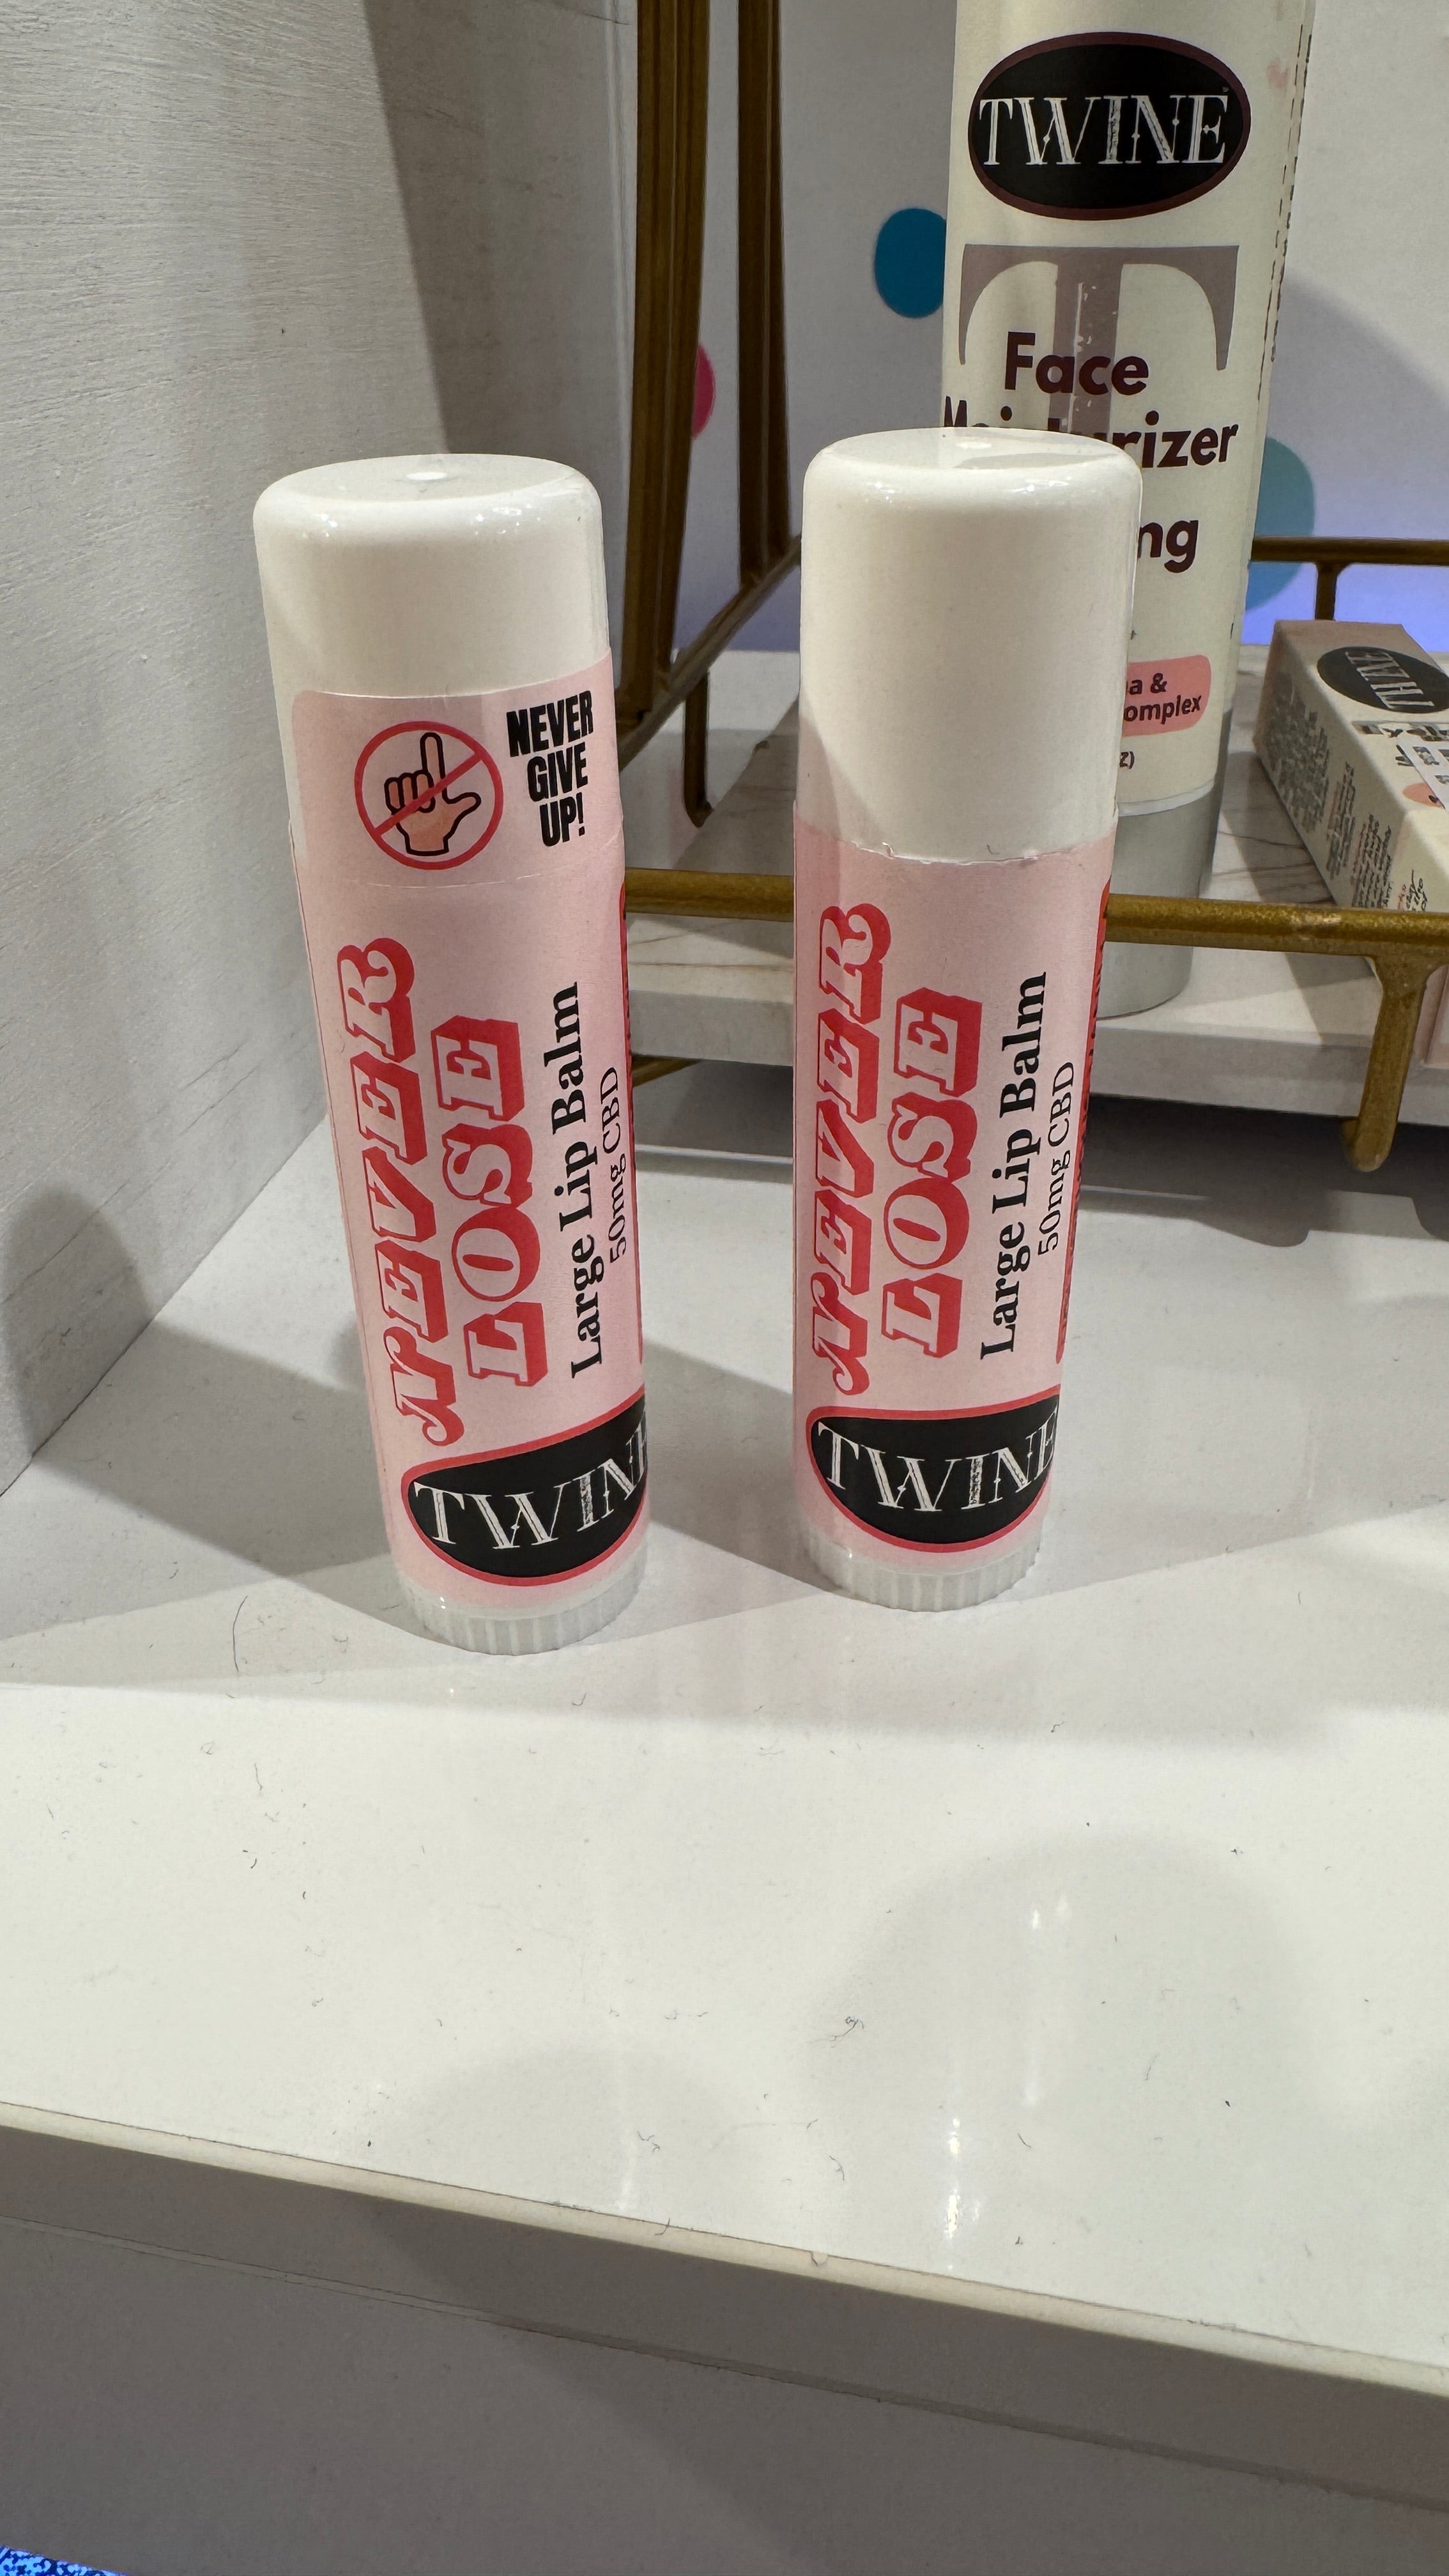 TWINE
T
Face
ng
a &
omplex
TWINE
NEVER
GIVE
UP!
NEVER
LOSE
Large Lip Balm
50mg CBD
TWINE
NEVER
LOSE
Large Lip Balm
50mg CBD
TWINE